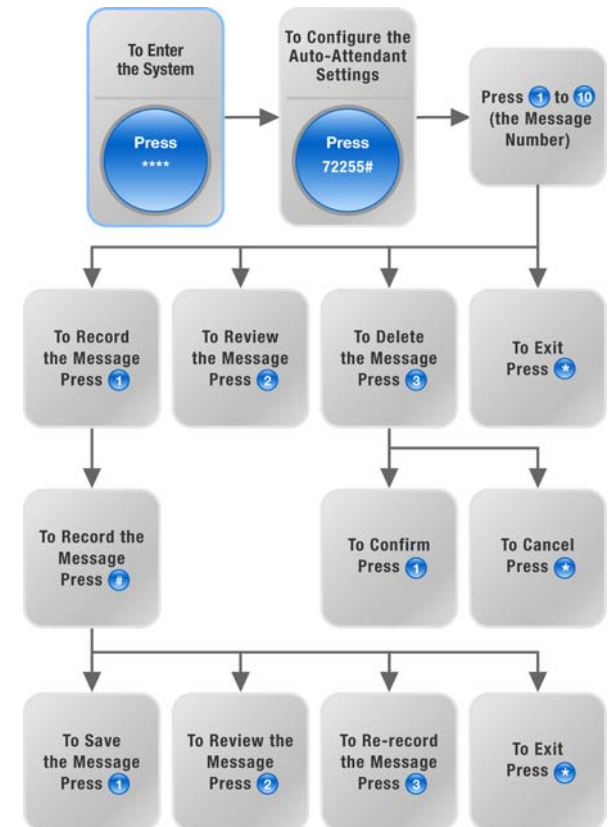 To Enter
the System
Press
****
To Configure the
Auto-Attendant
Settings
Press
72255#
Press 1 to 10
(the Message
Number)
To Record
the Message
Press 1
To Review
the Message
Press 2
To Delete
the Message
Press 3
To Exit
Press *
To Record the
Message
Press #
To Confirm
Press 1
To Cancel
Press *
To Save
the Message
Press 1
To Review the
Message
Press 2
To Re-record
the Message
Press 3
To Exit
Press *